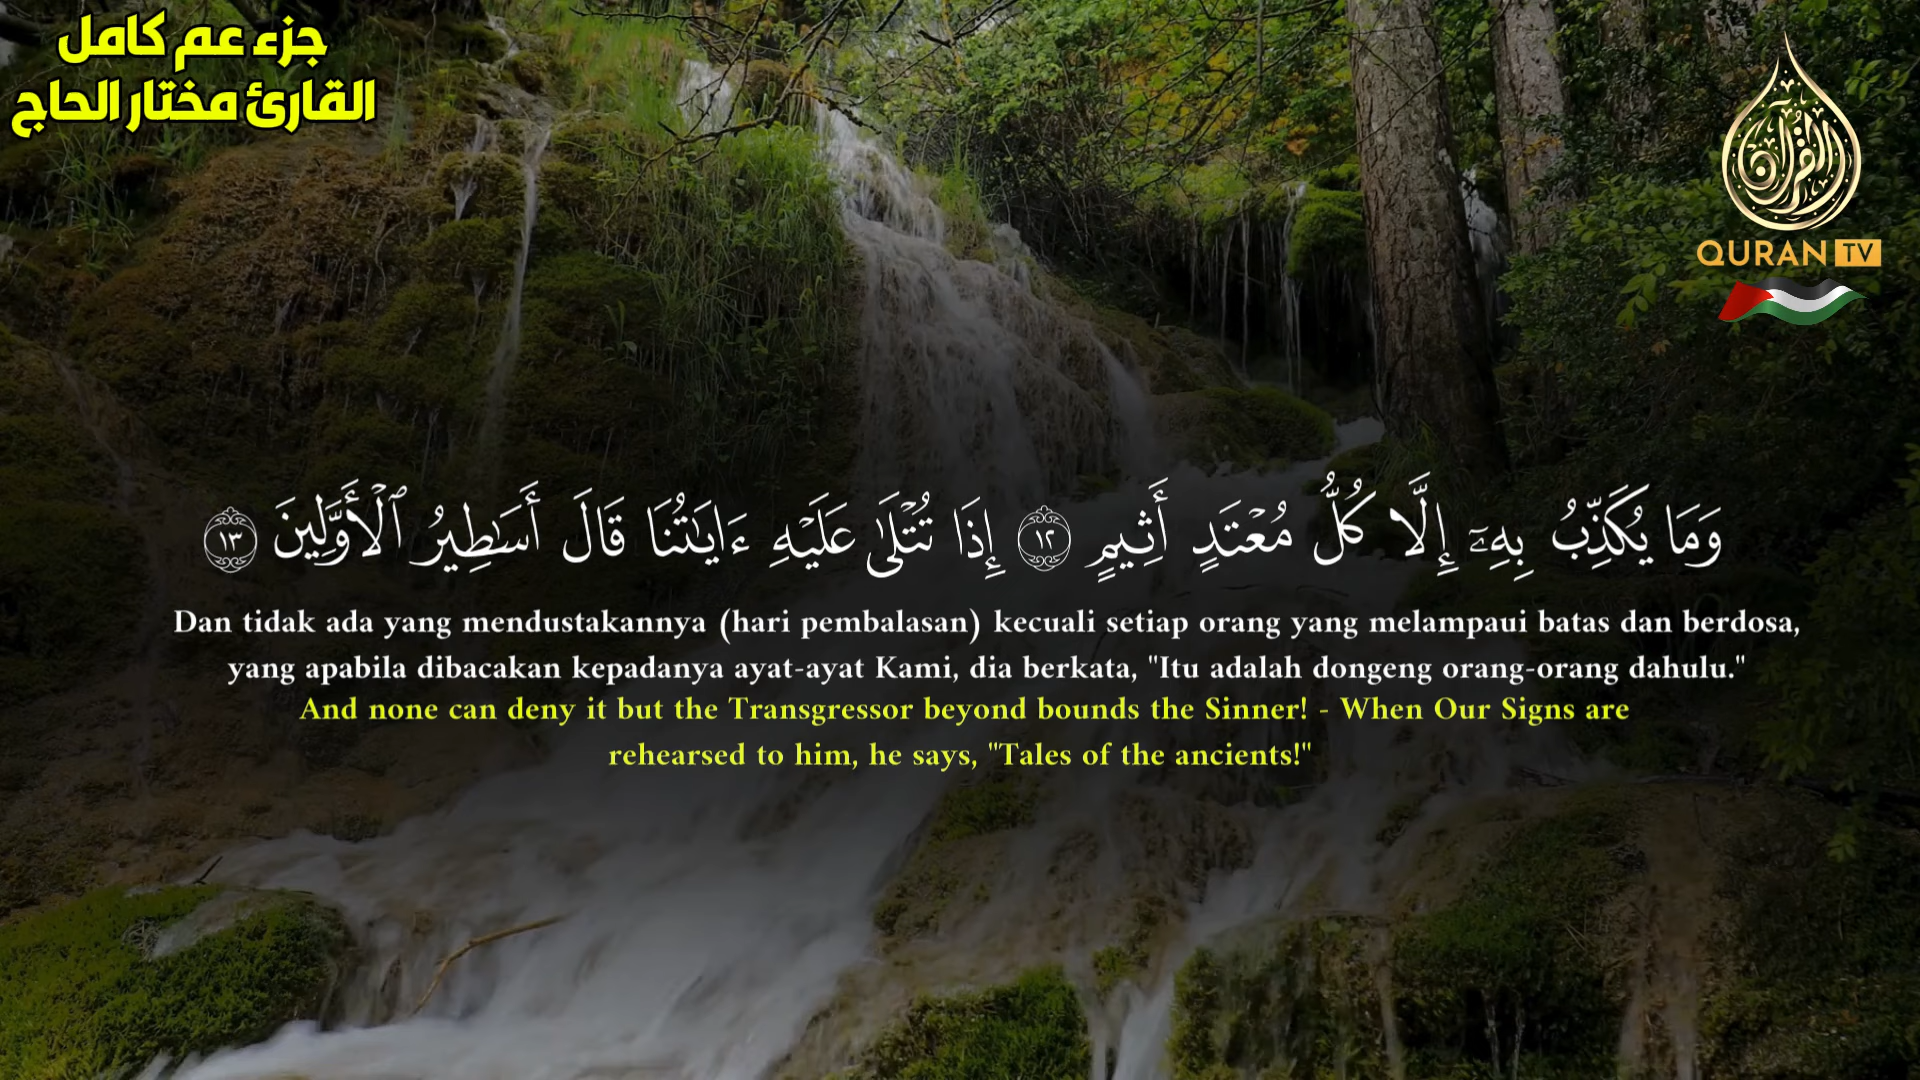 جزء عم كامل
القارئ مختار الحاج
القرآن
QURAN TV
وَمَا يُكَذِّبُ بِهِۦٓ إِلَّا كُلُّ مُعْتَدٍ أَثِيمٍ ١٢ إِذَا تُتْلَىٰ عَلَيْهِ ءَايَـٰتُنَا قَالَ أَسَـٰطِيرُ ٱلْأَوَّلِينَ ١٣
Dan tidak ada yang mendustakannya (hari pembalasan) kecuali setiap orang yang melampaui batas dan berdosa,
yang apabila dibacakan kepadanya ayat-ayat Kami, dia berkata, "Itu adalah dongeng orang-orang dahulu."
And none can deny it but the Transgressor beyond bounds the Sinner! - When Our Signs are
rehearsed to him, he says, "Tales of the ancients!"